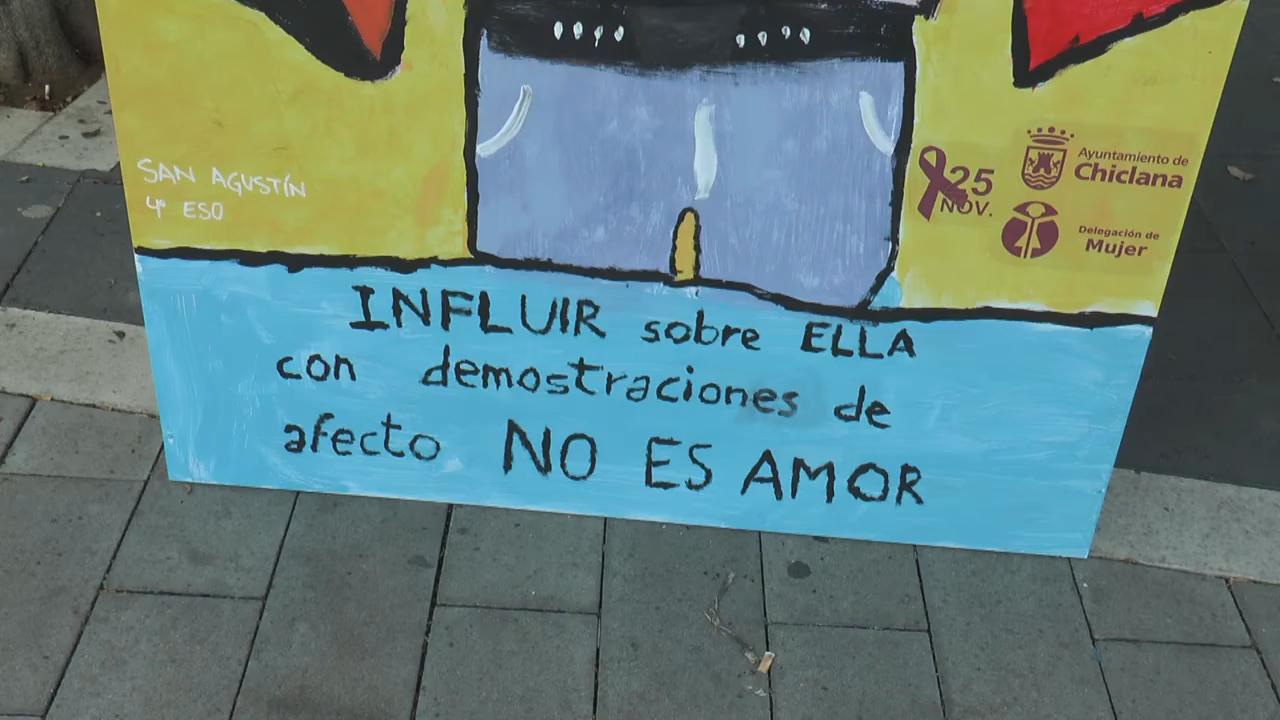 SAN AGUSTÍN
4º ESO
25
NOV.
Ayuntamiento de
Chiclana
Delegación de
Mujer
INFLUIR sobre ELLA
con demostraciones de
afecto NO ES AMOR